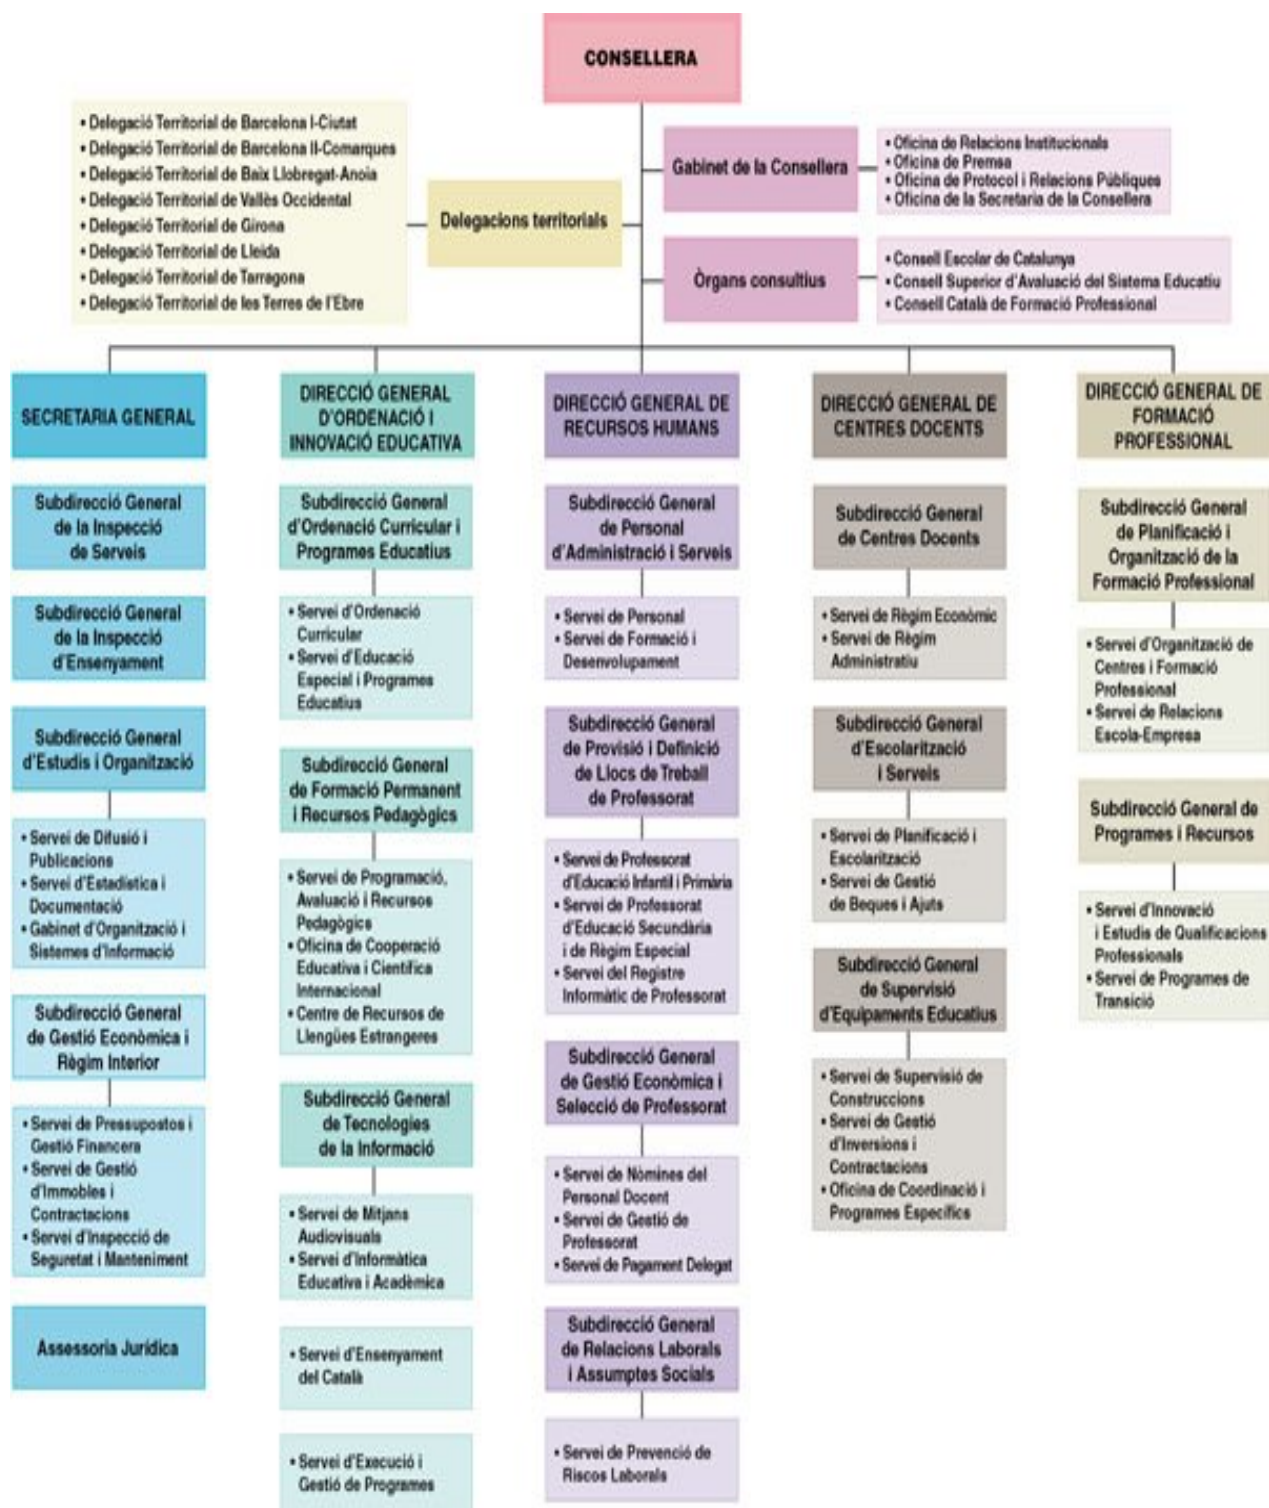 CONSELLERA
• Delegació Territorial de Barcelona I-Ciutat
• Delegació Territorial de Barcelona II-Comarques
• Delegació Territorial de Baix Llobregat-Anoia
• Delegació Territorial de Vallès Occidental
• Delegació Territorial de Girona
• Delegació Territorial de Lleida
• Delegació Territorial de Tarragona
• Delegació Territorial de les Terres de l'Ebre
Delegacions territorials
Gabinet de la Consellera
• Oficina de Relacions Institucionals
• Oficina de Premsa
• Oficina de Protocol i Relacions Públiques
• Oficina de la Secretaria de la Consellera
Òrgans consultius
• Consell Escolar de Catalunya
• Consell Superior d'Avaluació del Sistema Educatiu
• Consell Català de Formació Professional
SECRETARIA GENERAL
Subdirecció General
de la Inspecció
de Serveis
Subdirecció General
de la Inspecció
d'Ensenyament
Subdirecció General
d'Estudis i Organització
• Servei de Difusió i
Publicacions
• Servei d'Estadística i
Documentació
• Gabinet d'Organització i
Sistemes d'Informació
Subdirecció General
de Gestió Econòmica i
Règim Interior
• Servei de Pressupostos i
Gestió Financera
• Servei de Gestió
d'Immobles i
Contractacions
• Servei d'Inspecció de
Seguretat i Manteniment
Assessoria Jurídica
DIRECCIÓ GENERAL
D'ORDENACIÓ I
INNOVACIÓ EDUCATIVA
Subdirecció General
d'Ordenació Curricular i
Programes Educatius
• Servei d'Ordenació
Curricular
• Servei d'Educació
Especial i Programes
Educatius
Subdirecció General
de Formació Permanent
i Recursos Pedagògics
• Servei de Programació,
Avaluació i Recursos
Pedagògics
• Oficina de Cooperació
Educativa i Científica
Internacional
• Centre de Recursos de
Llengües Estrangeres
Subdirecció General
de Tecnologies
de la Informació
• Servei de Mitjans
Audiovisuals
• Servei d'Informàtica
Educativa i Acadèmica
• Servei d'Ensenyament
del Català
• Servei d'Execució i
Gestió de Programes
DIRECCIÓ GENERAL DE
RECURSOS HUMANS
Subdirecció General
de Personal
d'Administració i Serveis
• Servei de Personal
• Servei de Formació i
Desenvolupament
Subdirecció General
de Provisió i Definició
de Llocs de Treball
de Professorat
• Servei de Professorat
d'Educació Infantil i Primària
• Servei de Professorat
d'Educació Secundària
i de Règim Especial
• Servei del Registre
Informàtic de Professorat
Subdirecció General
de Gestió Econòmica i
Selecció de Professorat
• Servei de Nòmines del
Personal Docent
• Servei de Gestió de
Professorat
• Servei de Pagament Delegat
Subdirecció General
de Relacions Laborals
i Assumptes Socials
• Servei de Prevenció de
Riscos Laborals
DIRECCIÓ GENERAL DE
CENTRES DOCENTS
Subdirecció General
de Centres Docents
• Servei de Règim Econòmic
• Servei de Règim
Administratiu
Subdirecció General
d'Escolarització
i Serveis
• Servei de Planificació i
Escolarització
• Servei de Gestió
de Beques i Ajuts
Subdirecció General
de Supervisió
d'Equipaments Educatius
• Servei de Supervisió de
Construccions
• Servei de Gestió
d'Inversions i
Contractacions
• Oficina de Coordinació i
Programes Específics
DIRECCIÓ GENERAL DE
FORMACIÓ
PROFESSIONAL
Subdirecció General
de Planificació i
Organització de la
Formació Professional
• Servei d'Organització de
Centres i Formació
Professional
• Servei de Relacions
Escola-Empresa
Subdirecció General de
Programes i Recursos
• Servei d'Innovació
i Estudis de Qualificacions
Professionals
• Servei de Programes de
Transició